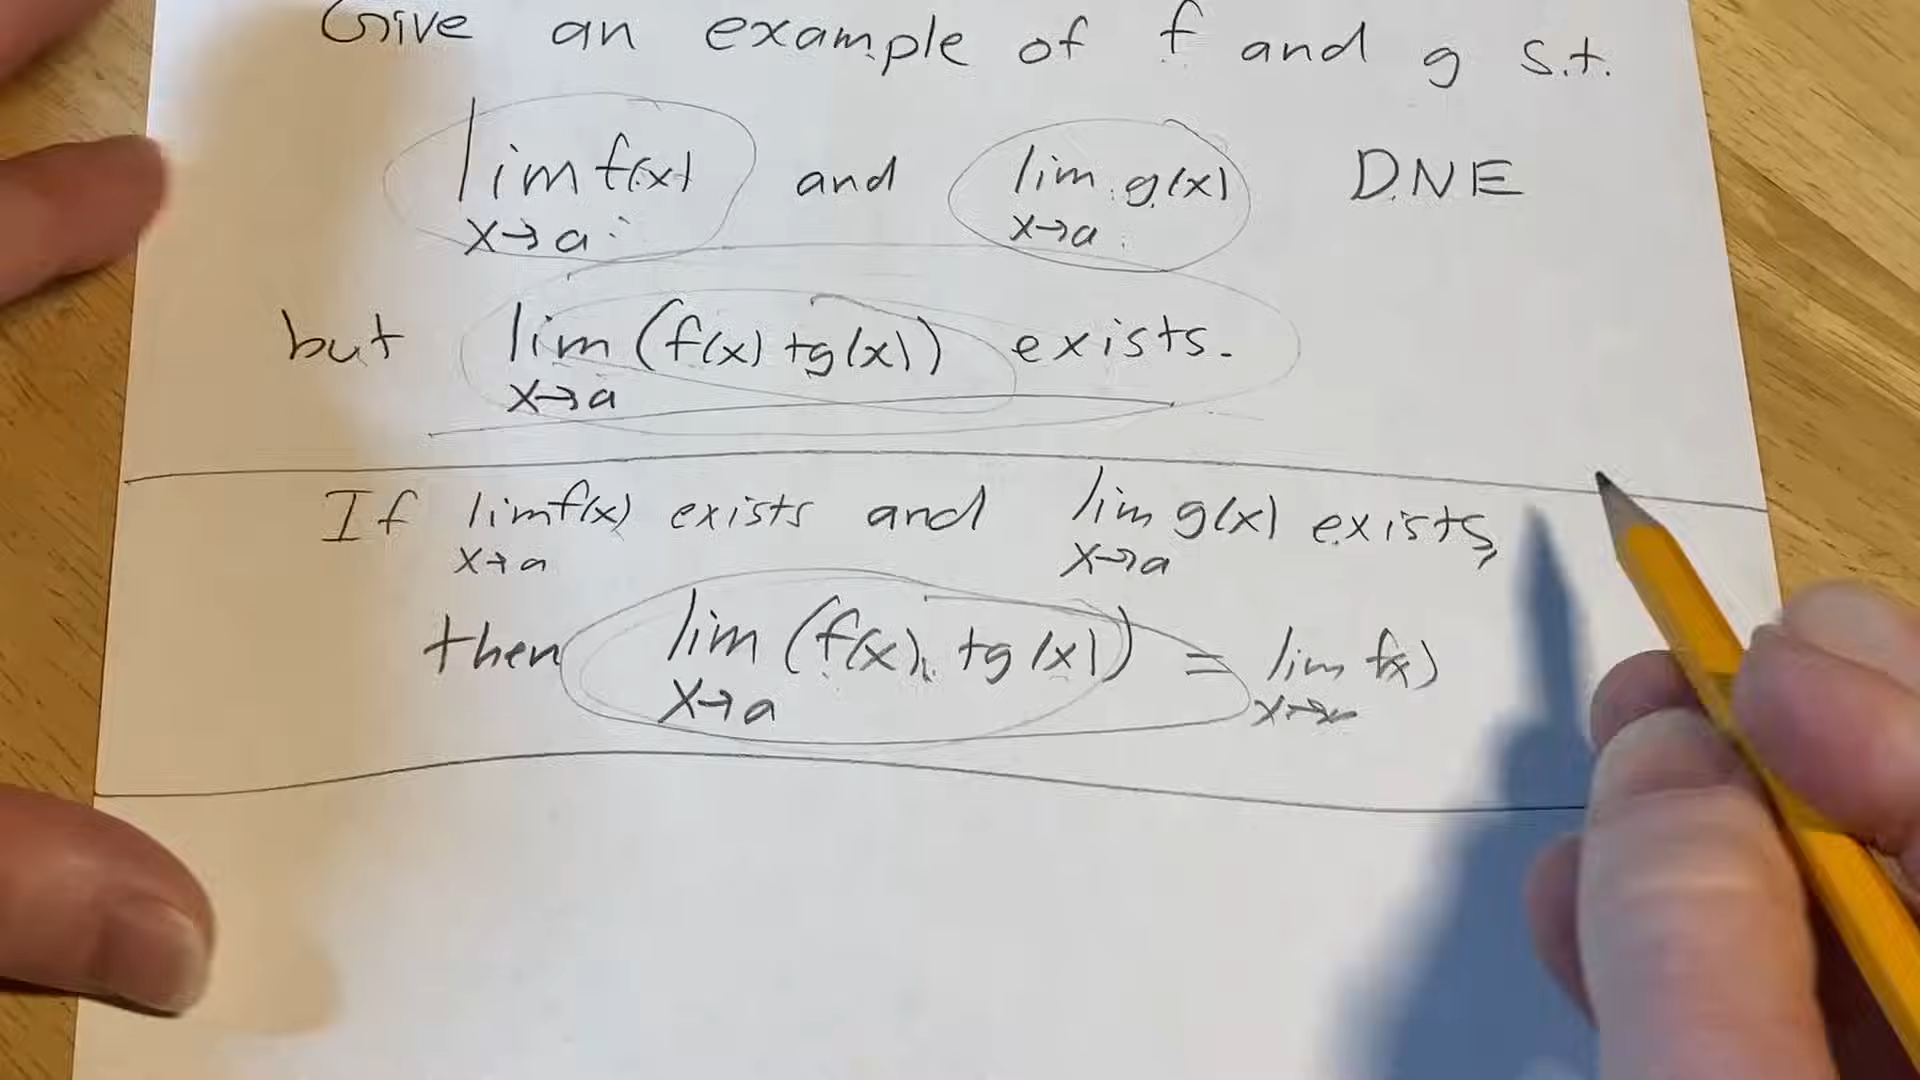 Give an example of f and g s.t.
lim f(x) and lim g(x) DNE
x→a x→a
but lim (f(x) + g(x)) exists.
x→a
If lim f(x) exists and lim g(x) exists,
x→a x→a
then lim (f(x) + g(x)) = lim f(x)
x→a